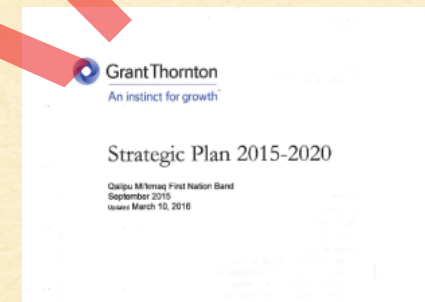 Grant Thornton
An instinct for growth
Strategic Plan 2015-2020
Qalipu Mi'kmaq First Nation Band
September 2015
Updated March 10, 2016